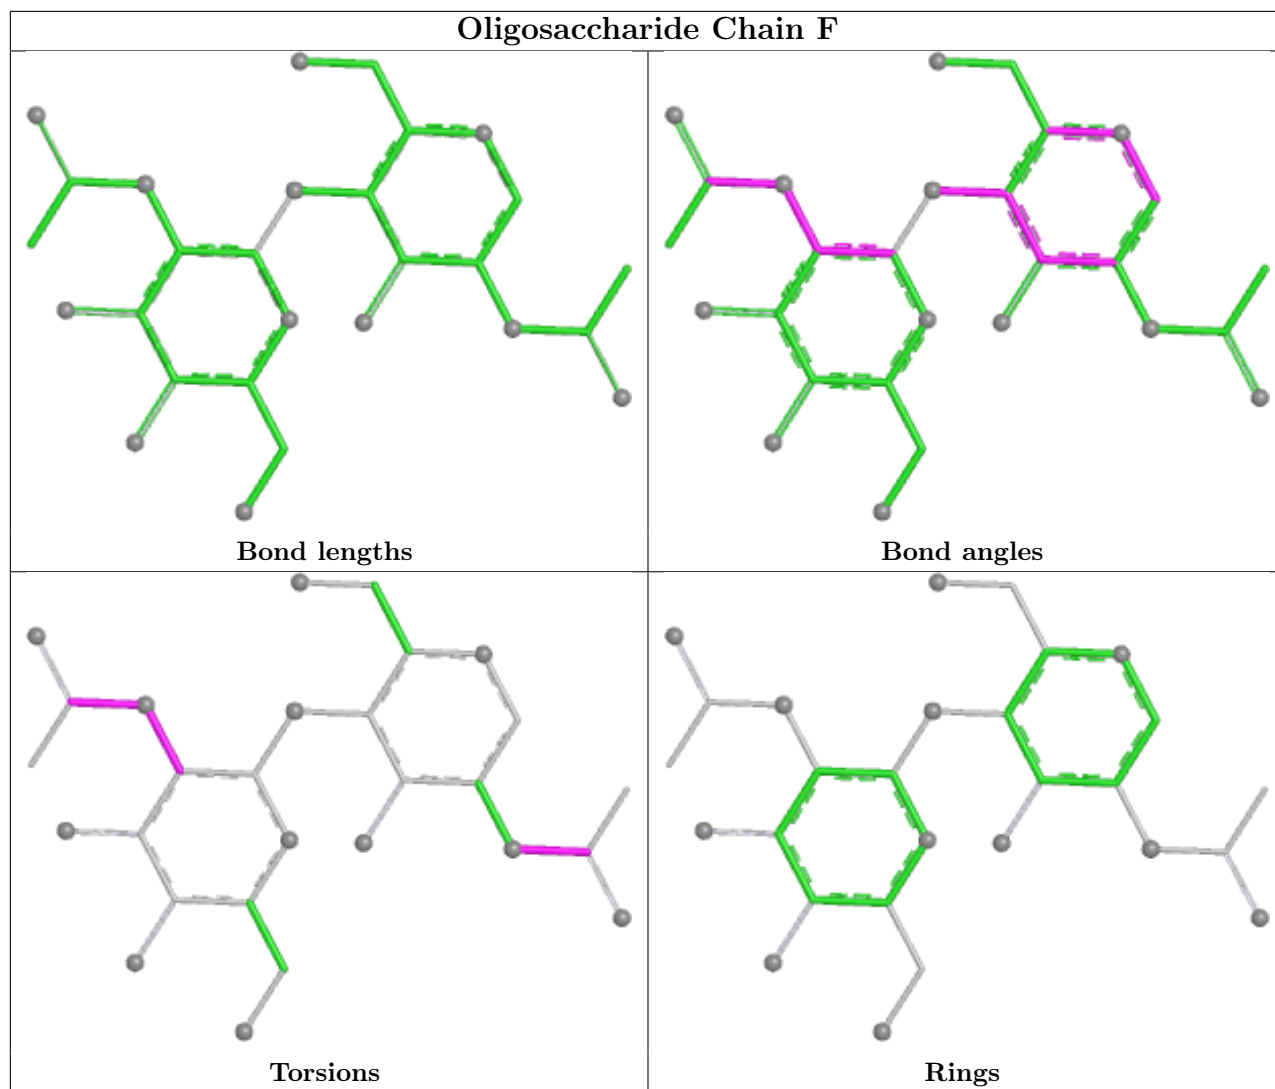 Oligosaccharide Chain F
Bond lengths
Bond angles
Torsions
Rings